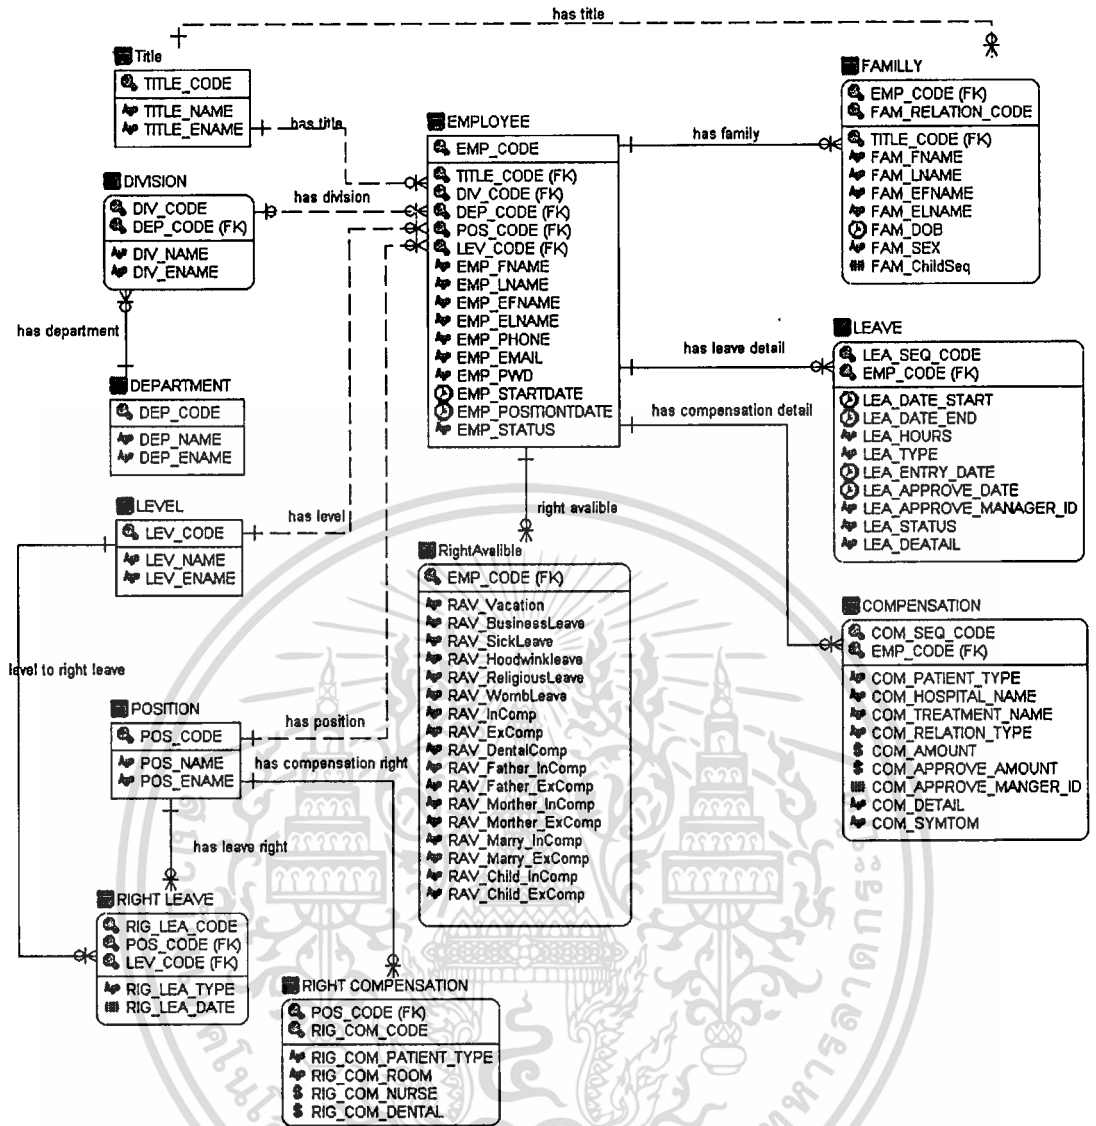 has title
Title
TITLE_CODE
TITLE_NAME
TITLE_ENAME
has title
DIVISION
DIV_CODE
DEP_CODE (FK)
DIV_NAME
DIV_ENAME
has division
has department
DEPARTMENT
DEP_CODE
DEP_NAME
DEP_ENAME
LEVEL
LEV_CODE
LEV_NAME
LEV_ENAME
has level
level to right leave
POSITION
POS_CODE
POS_NAME
POS_ENAME
has position
has compensation right
has leave right
RIGHT LEAVE
RIG_LEA_CODE
POS_CODE (FK)
LEV_CODE (FK)
RIG_LEA_TYPE
RIG_LEA_DATE
EMPLOYEE
EMP_CODE
TITLE_CODE (FK)
DIV_CODE (FK)
DEP_CODE (FK)
POS_CODE (FK)
LEV_CODE (FK)
EMP_FNAME
EMP_LNAME
EMP_EFNAME
EMP_ELNAME
EMP_PHONE
EMP_EMAIL
EMP_PWD
EMP_STARTDATE
EMP_POSITIONTDATE
EMP_STATUS
right avalible
RightAvalible
EMP_CODE (FK)
RAV_Vacation
RAV_BusinessLeave
RAV_SickLeave
RAV_Hoodwinkleave
RAV_ReligiousLeave
RAV_WombLeave
RAV_InComp
RAV_ExComp
RAV_DentalComp
RAV_Father_InComp
RAV_Father_ExComp
RAV_Morther_InComp
RAV_Morther_ExComp
RAV_Marry_InComp
RAV_Marry_ExComp
RAV_Child_InComp
RAV_Child_ExComp
RIGHT COMPENSATION
POS_CODE (FK)
RIG_COM_CODE
RIG_COM_PATIENT_TYPE
RIG_COM_ROOM
RIG_COM_NURSE
RIG_COM_DENTAL
has family
FAMILLY
EMP_CODE (FK)
FAM_RELATION_CODE
TITLE_CODE (FK)
FAM_FNAME
FAM_LNAME
FAM_EFNAME
FAM_ELNAME
FAM_DOB
FAM_SEX
FAM_ChildSeq
has leave detail
LEAVE
LEA_SEQ_CODE
EMP_CODE (FK)
LEA_DATE_START
LEA_DATE_END
LEA_HOURS
LEA_TYPE
LEA_ENTRY_DATE
LEA_APPROVE_DATE
LEA_APPROVE_MANAGER_ID
LEA_STATUS
LEA_DEATAIL
has compensation detail
COMPENSATION
COM_SEQ_CODE
EMP_CODE (FK)
COM_PATIENT_TYPE
COM_HOSPITAL_NAME
COM_TREATMENT_NAME
COM_RELATION_TYPE
COM_AMOUNT
COM_APPROVE_AMOUNT
COM_APPROVE_MANGER_ID
COM_DETAIL
COM_SYMTOM